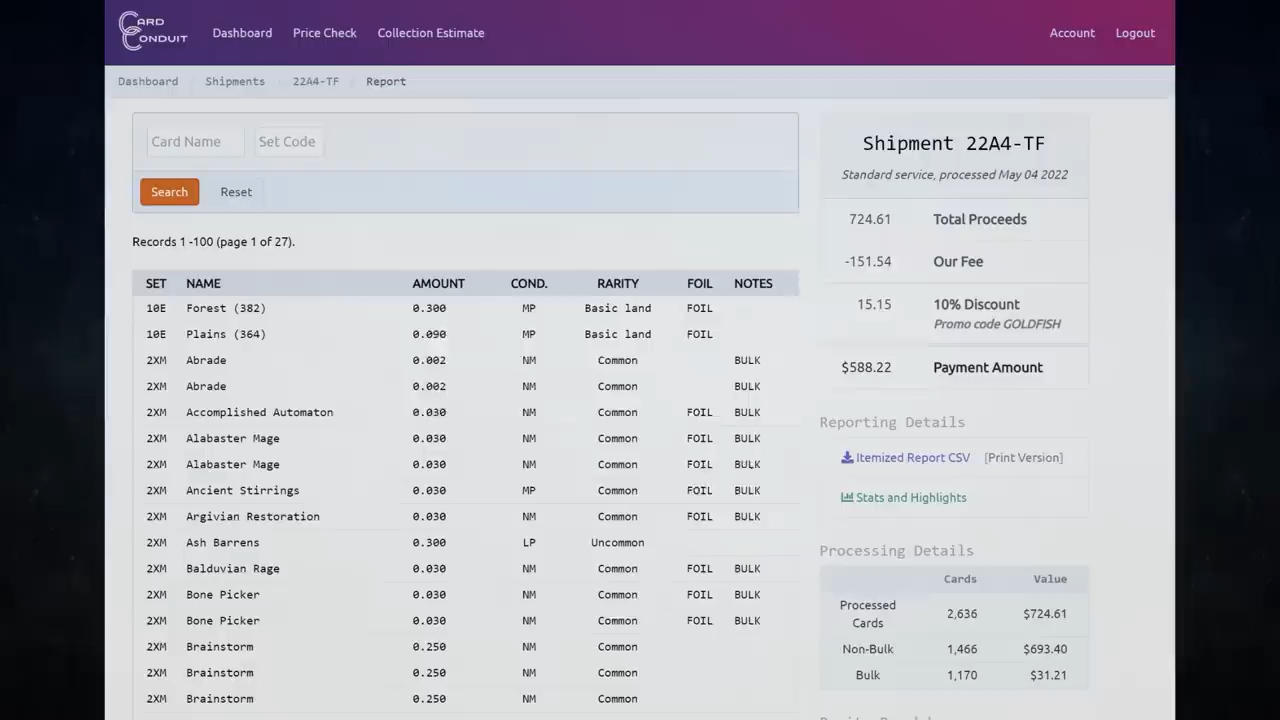 CARD
CONDUIT
Dashboard Price Check Collection Estimate Account Logout
Dashboard / Shipments / 22A4-TF / Report
Card Name Set Code
Search Reset
Records 1 -100 (page 1 of 27).
SET NAME AMOUNT COND. RARITY FOIL NOTES
10E Forest (382) 0.300 MP Basic land FOIL
10E Plains (364) 0.090 MP Basic land FOIL
2XM Abrade 0.002 NM Common BULK
2XM Abrade 0.002 NM Common BULK
2XM Accomplished Automaton 0.030 NM Common FOIL BULK
2XM Alabaster Mage 0.030 NM Common FOIL BULK
2XM Alabaster Mage 0.030 NM Common FOIL BULK
2XM Ancient Stirrings 0.030 MP Common FOIL BULK
2XM Argivian Restoration 0.030 NM Common FOIL BULK
2XM Ash Barrens 0.300 LP Uncommon
2XM Balduvian Rage 0.030 NM Common FOIL BULK
2XM Bone Picker 0.030 NM Common FOIL BULK
2XM Bone Picker 0.030 NM Common FOIL BULK
2XM Brainstorm 0.250 NM Common
2XM Brainstorm 0.250 NM Common
2XM Brainstorm 0.250 NM Common
Shipment 22A4-TF
Standard service, processed May 04 2022
724.61 Total Proceeds
-151.54 Our Fee
15.15 10% Discount
Promo code GOLDFISH
$588.22 Payment Amount
Reporting Details
Itemized Report CSV [Print Version]
Stats and Highlights
Processing Details
Cards Value
Processed
Cards 2,636 $724.61
Non-Bulk 1,466 $693.40
Bulk 1,170 $31.21